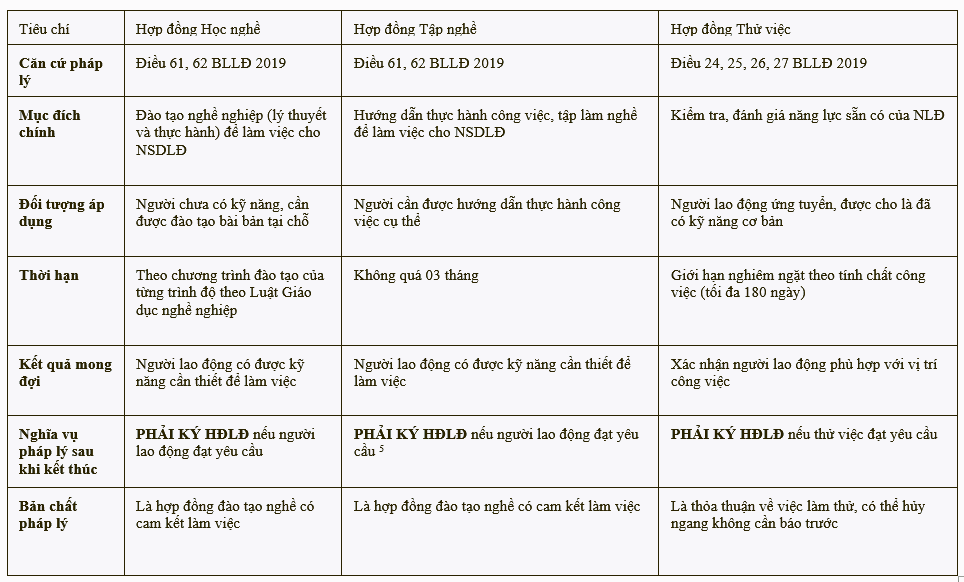 Tiêu chí
Hợp đồng Học nghề
Hợp đồng Tập nghề
Hợp đồng Thử việc
Căn cứ pháp
lý
Điều 61, 62 BLLĐ 2019
Điều 61, 62 BLLĐ 2019
Điều 24, 25, 26, 27 BLLĐ 2019
Mục đích
chính
Đào tạo nghề nghiệp (lý thuyết
và thực hành) để làm việc cho
NSDLĐ
Hướng dẫn thực hành công việc, tập làm nghề
để làm việc cho NSDLĐ
Kiểm tra, đánh giá năng lực sẵn có của NLĐ
Đối tượng áp
dụng
Người chưa có kỹ năng, cần
được đào tạo bài bản tại chỗ
Người cần được hướng dẫn thực hành công
việc cụ thể
Người lao động ứng tuyển, được cho là đã
có kỹ năng cơ bản
Thời hạn
Theo chương trình đào tạo của
từng trình độ theo Luật Giáo
dục nghề nghiệp
Không quá 03 tháng
Giới hạn nghiêm ngặt theo tính chất công
việc (tối đa 180 ngày)
Kết quả mong
đợi
Người lao động có được kỹ
năng cần thiết để làm việc
Người lao động có được kỹ năng cần thiết để
làm việc
Xác nhận người lao động phù hợp với vị trí
công việc
Nghĩa vụ
pháp lý sau
khi kết thúc
PHẢI KÝ HĐLĐ nếu người
lao động đạt yêu cầu
PHẢI KÝ HĐLĐ nếu người lao động đạt yêu
cầu 5
PHẢI KÝ HĐLĐ nếu thử việc đạt yêu cầu
Bản chất
pháp lý
Là hợp đồng đào tạo nghề có
cam kết làm việc
Là hợp đồng đào tạo nghề có cam kết làm việc
Là thỏa thuận về việc làm thử, có thể hủy
ngang không cần báo trước